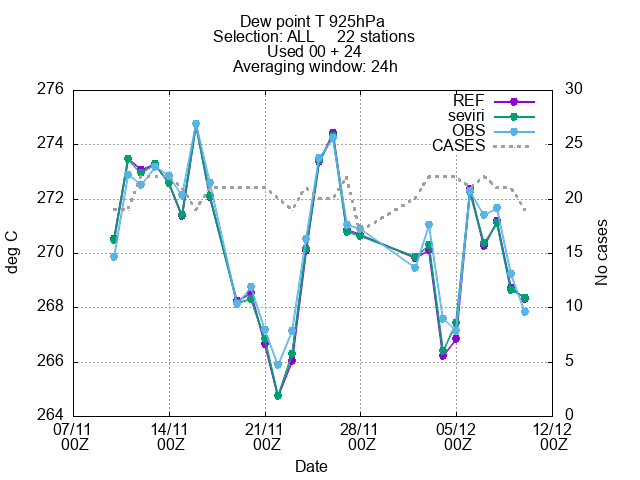 Dew point T 925hPa
Selection: ALL 22 stations
Used 00 + 24
Averaging window: 24h
276
274
272
270
268
266
264
deg C
30
25
20
15
10
5
0
No cases
REF
seviri
OBS
CASES
07/11 14/11 21/11 28/11 05/12 12/12
00Z 00Z 00Z 00Z 00Z 00Z
Date